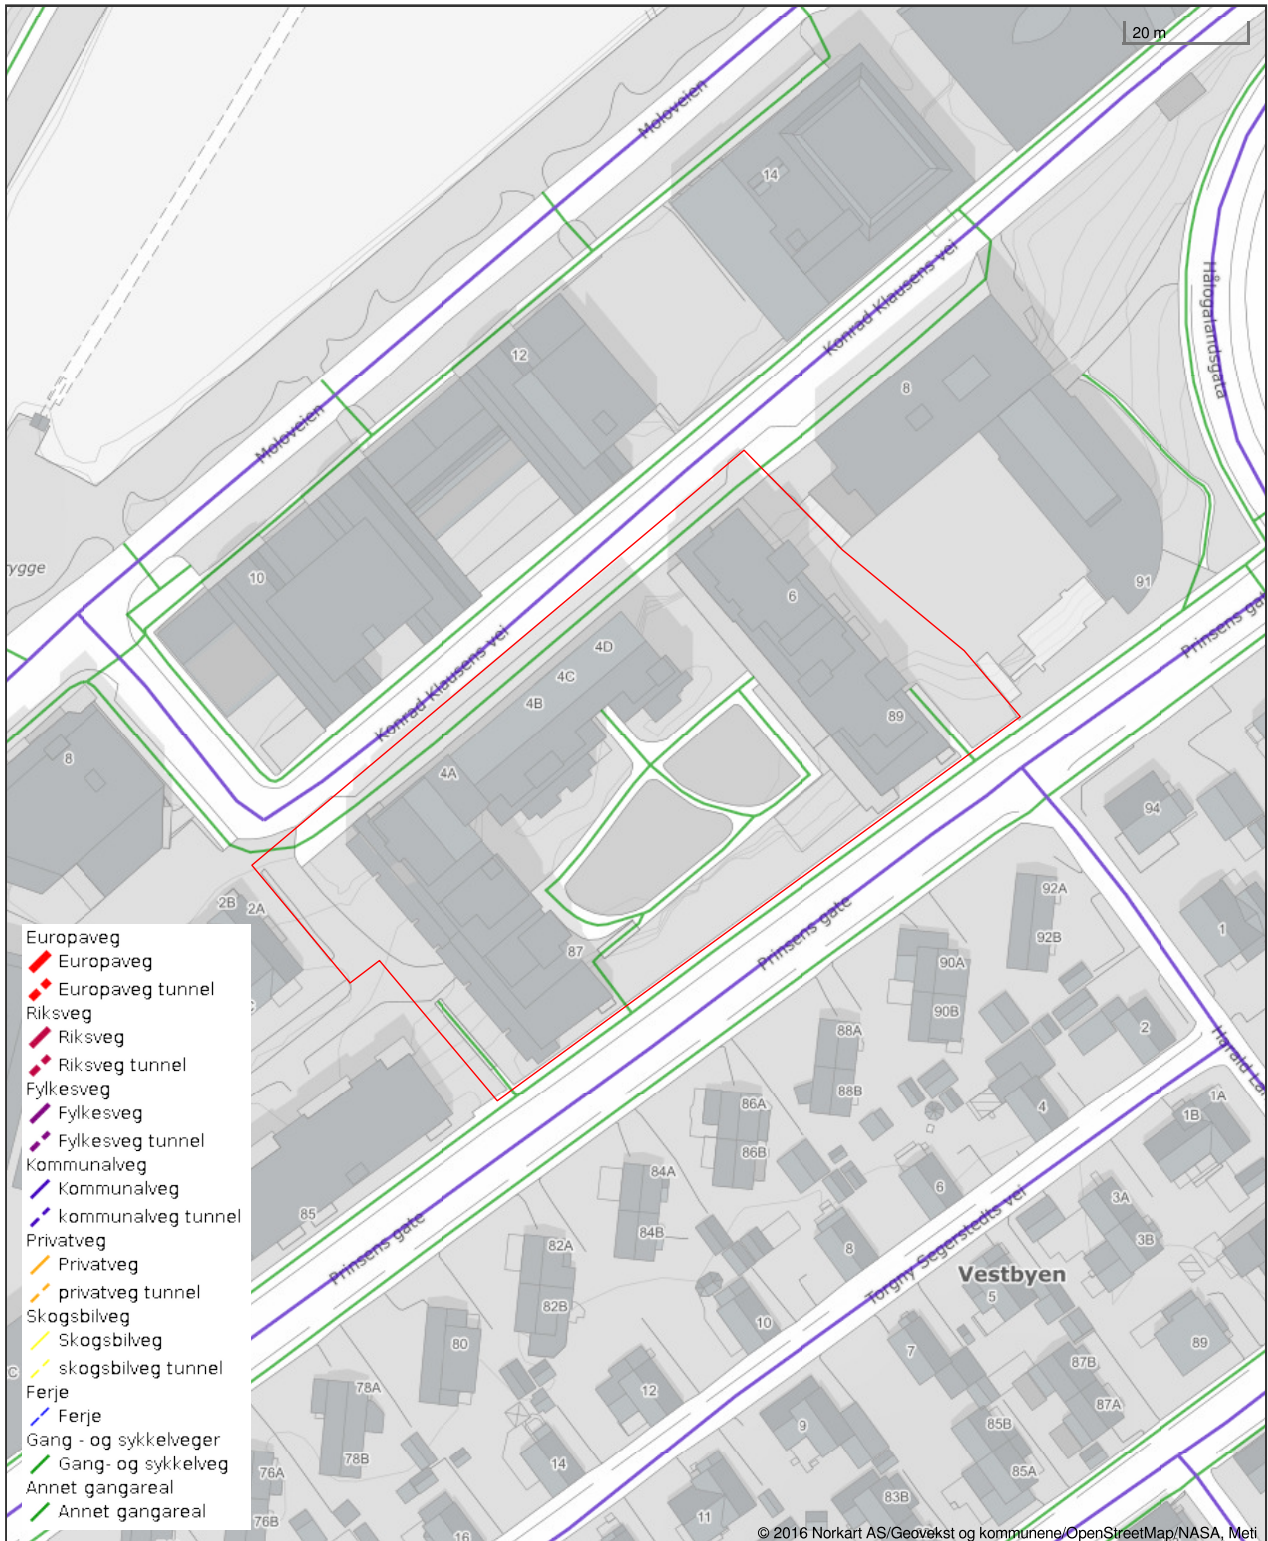 20 m
Moloveien
14
Konrad Klausens vei
Hålogalandsgata
12
8
Moloveien
10
6
91
Prinsens gat
4D
4C
4B
Konrad Klausens vei
89
8
4A
94
2B
2A
92A
1
Prinsens gate
92B
87
90A
90B
88A
2
Harald La
88B
86A
4
1A
1B
86B
84A
6
3A
85
84B
Torgny Segerstedts vei
82A
8
3B
Prinsens gate
Vestbyen
5
82B
10
80
7
89
87B
78A
12
87A
9
85B
78B
14
76A
85A
83B
76B
11
16
Europaveg
Europaveg
Europaveg tunnel
Riksveg
Riksveg
Riksveg tunnel
Fylkesveg
Fylkesveg
Fylkesveg tunnel
Kommunalveg
Kommunalveg
kommunalveg tunnel
Privatveg
Privatveg
privatveg tunnel
Skogsbilveg
Skogsbilveg
skogsbilveg tunnel
Ferje
Ferje
Gang - og sykkelveger
Gang- og sykkelveg
Annet gangareal
Annet gangareal
© 2016 Norkart AS/Geovekst og kommunene/OpenStreetMap/NASA, Meti